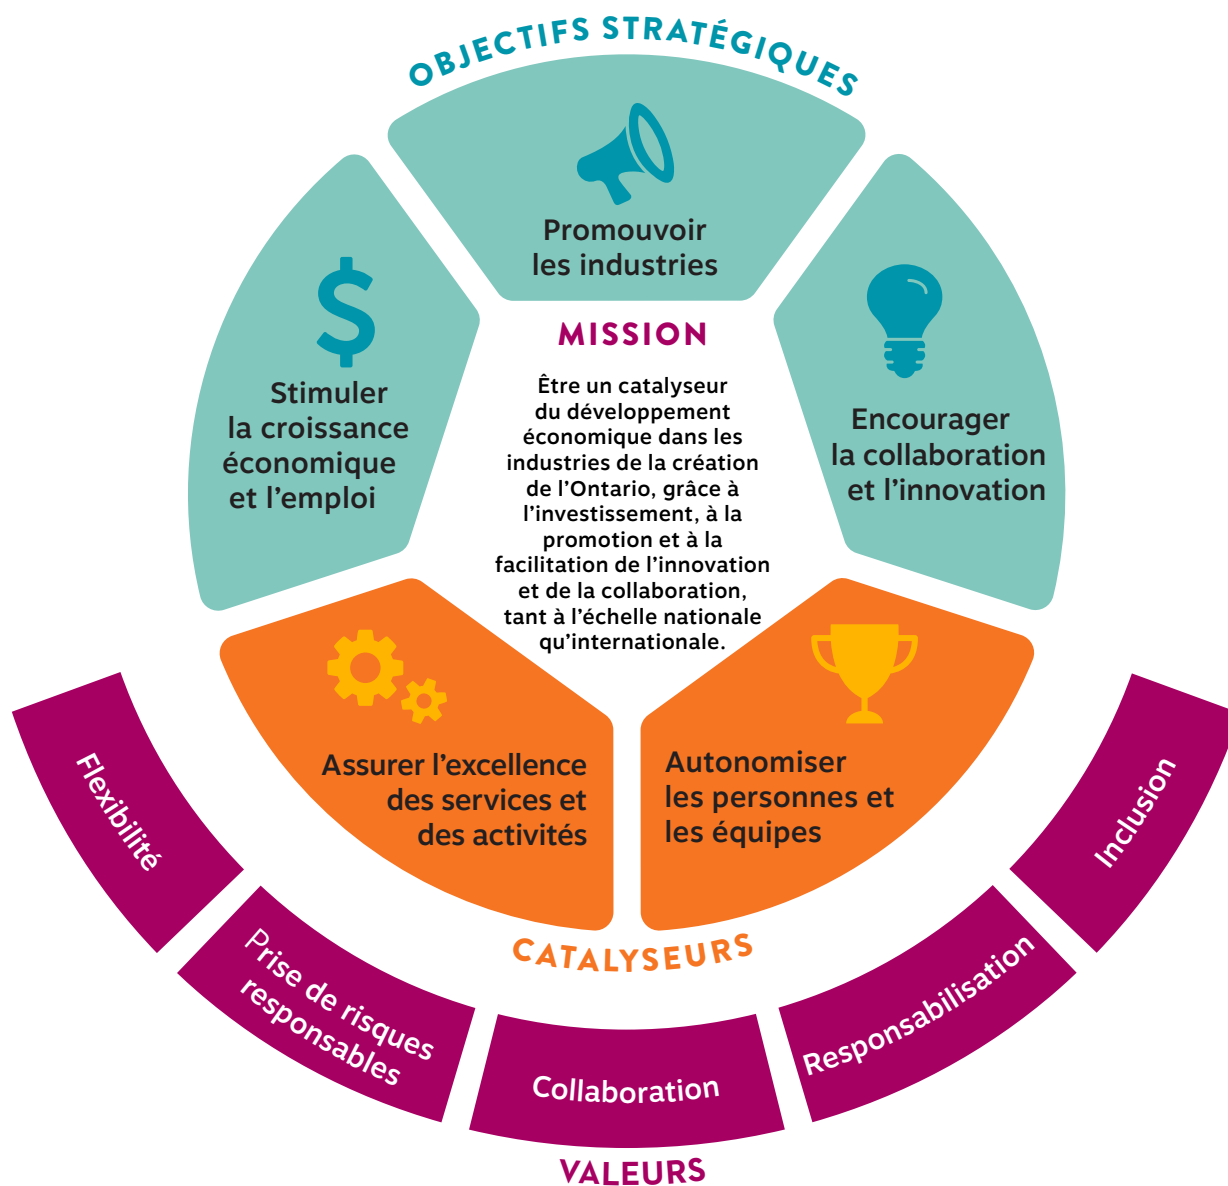 OBJECTIFS STRATÉGIQUES
Promouvoir
les industries
Stimuler
la croissance
économique
et l’emploi
Encourager
la collaboration
et l’innovation
MISSION
Être un catalyseur
du développement
économique dans les
industries de la création
de l’Ontario, grâce à
l’investissement, à la
promotion et à la
facilitation de l’innovation
et de la collaboration,
tant à l’échelle nationale
qu’internationale.
Assurer l’excellence
des services et
des activités
Autonomiser
les personnes et
les équipes
CATALYSEURS
Flexibilité
Prise de risques
responsables
Collaboration
Responsabilisation
Inclusion
VALEURS